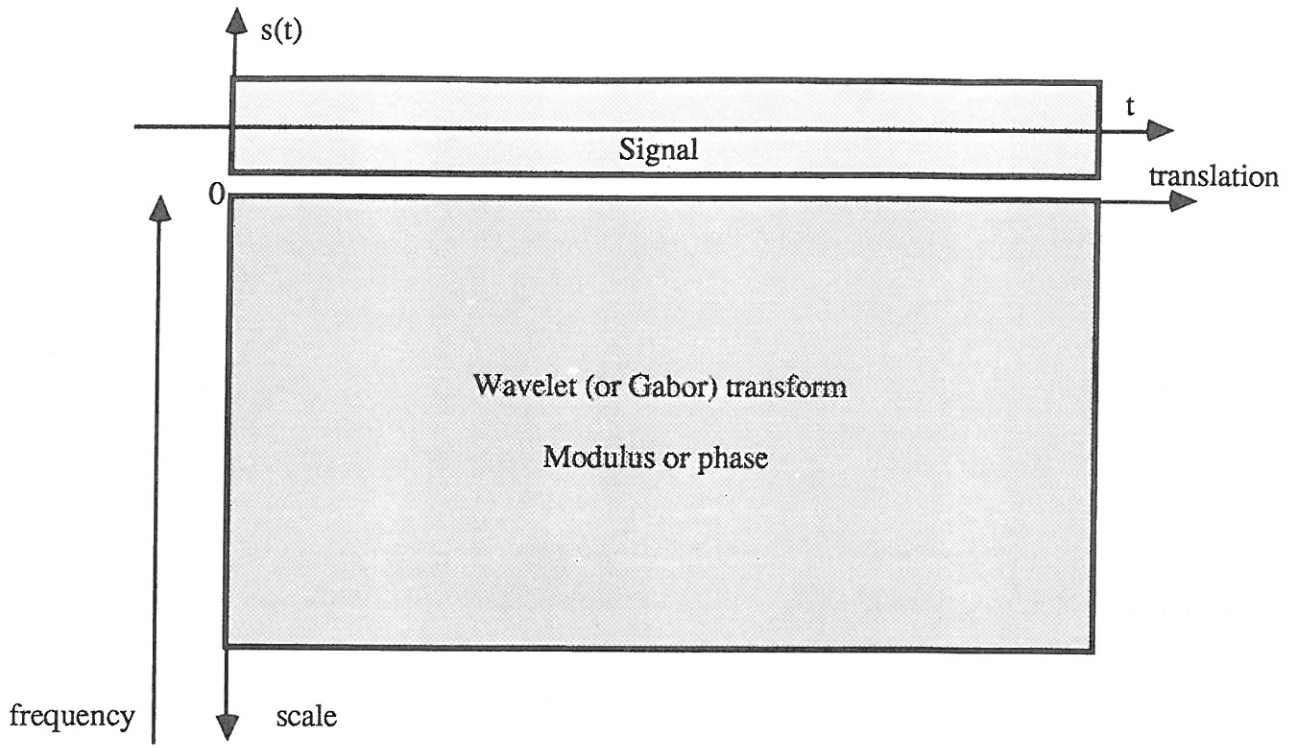 s(t)
t
Signal
translation
0
Wavelet (or Gabor) transform
Modulus or phase
frequency
scale